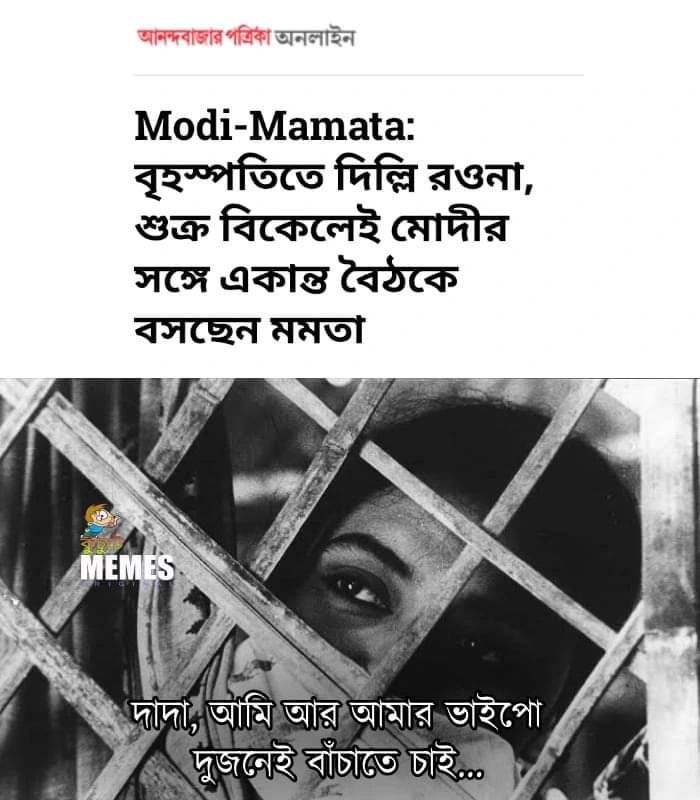 আনন্দবাজার পত্রিকা অনলাইন
Modi-Mamata:
বৃহস্পতিতে দিল্লি রওনা,
শুক্র বিকেলেই মোদীর
সঙ্গে একান্ত বৈঠকে
বসছেন মমতা
MEMES
দাদা, আমি আর আমার ভাইপো
দুজনেই বাঁচাতে চাই...